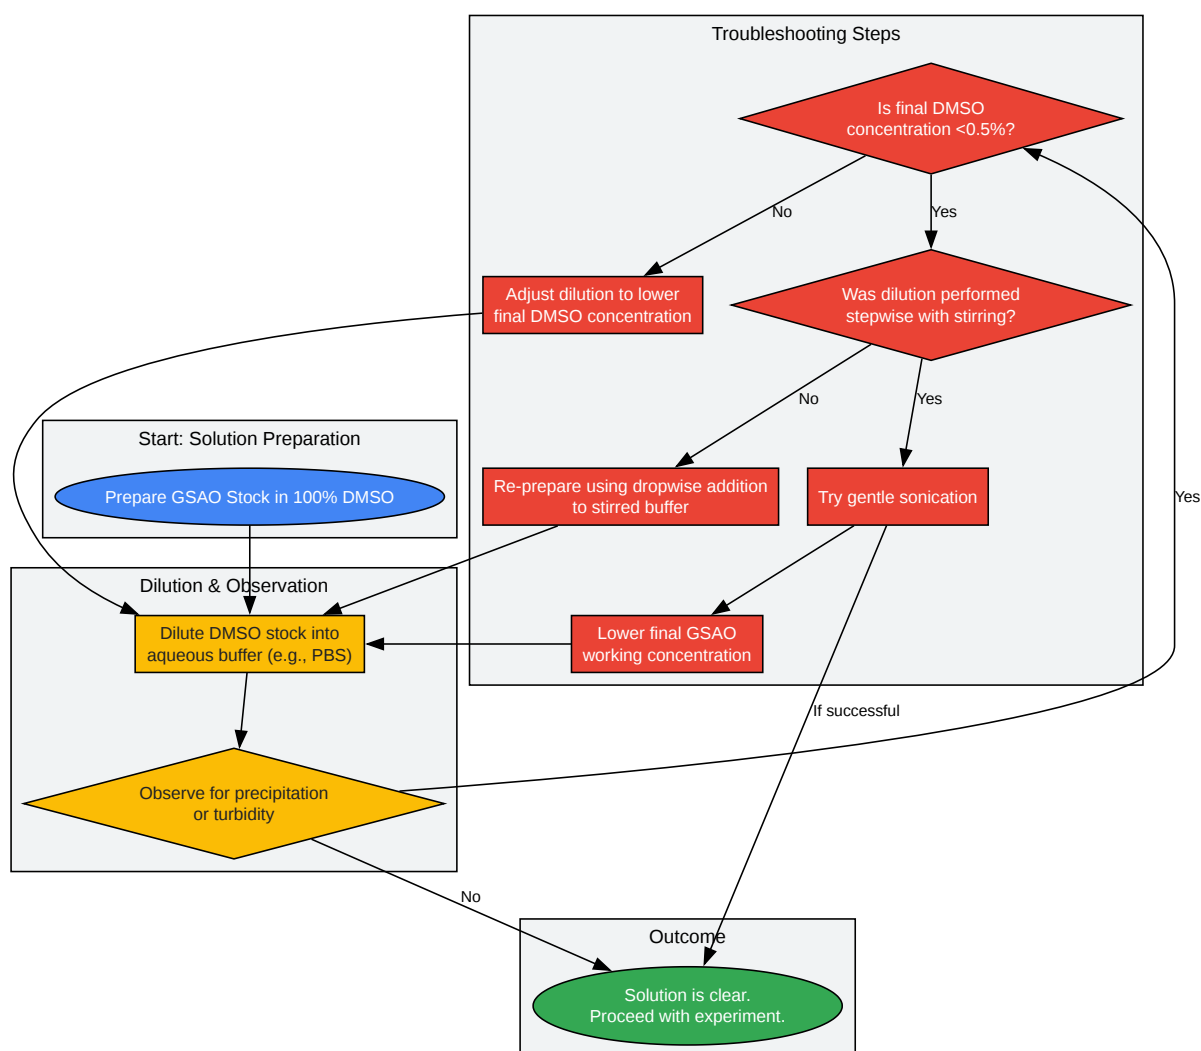 Troubleshooting Steps
Is final DMSO
concentration <0.5%?
No
Yes
Adjust dilution to lower
final DMSO concentration
Was dilution performed
stepwise with stirring?
No
Yes
Start: Solution Preparation
Prepare GSAO Stock in 100% DMSO
Re-prepare using dropwise addition
to stirred buffer
Try gentle sonication
Yes
Dilution & Observation
Dilute DMSO stock into
aqueous buffer (e.g., PBS)
Lower final GSAO
working concentration
If successful
Observe for precipitation
or turbidity
No
Outcome
Solution is clear.
Proceed with experiment.